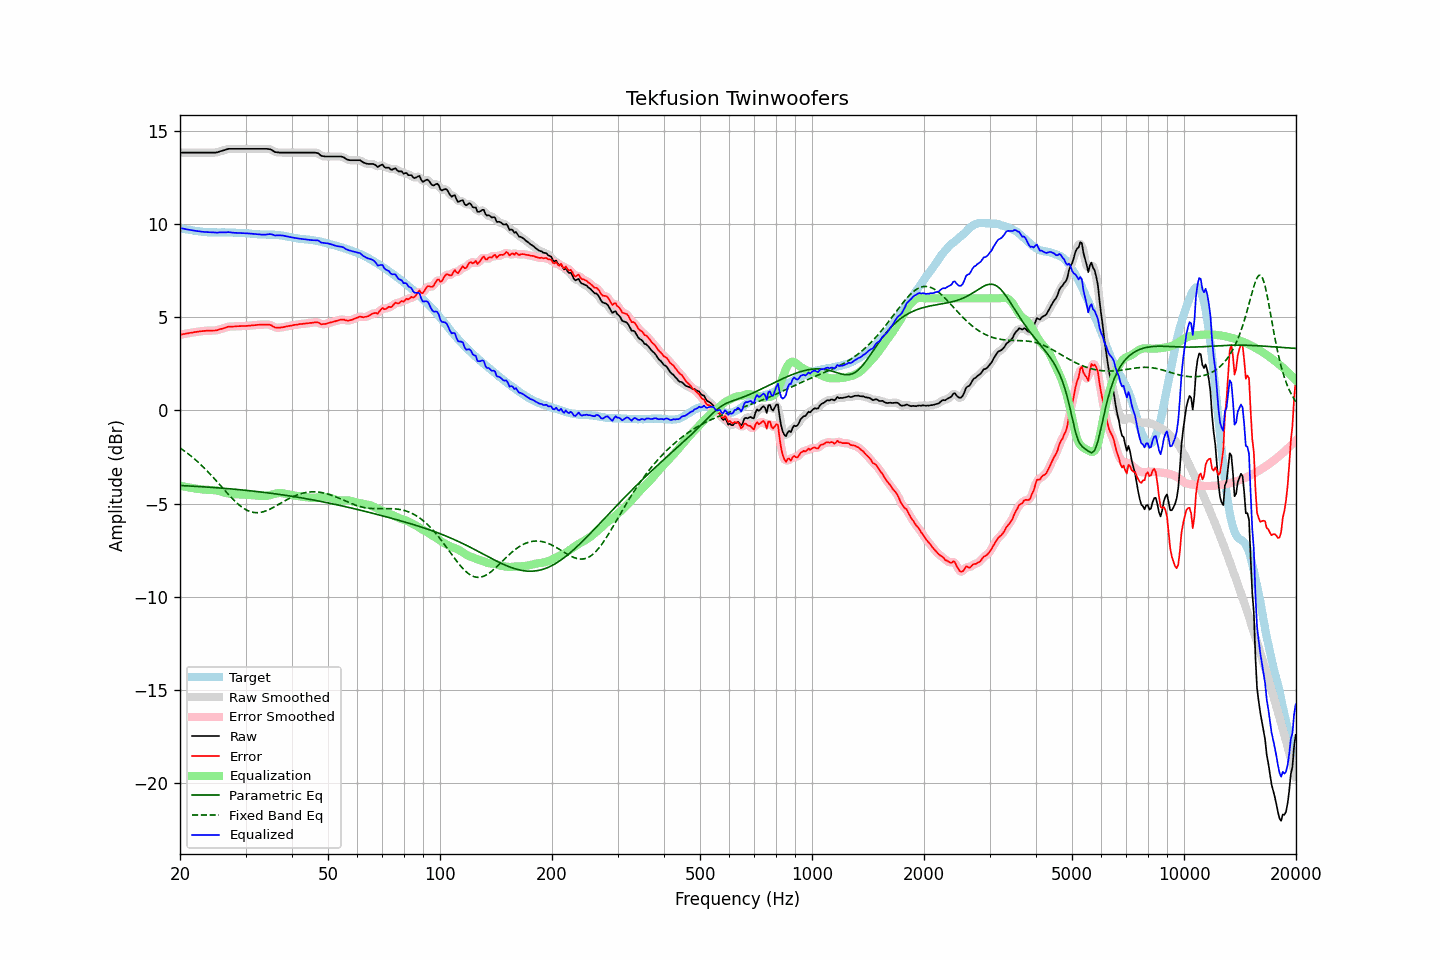 Tekfusion Twinwoofers
Amplitude (dBr)
15
10
5
0
−5
−10
−15
−20
Target
Raw Smoothed
Error Smoothed
Raw
Error
Equalization
Parametric Eq
Fixed Band Eq
Equalized
20 50 100 200 500 1000 2000 5000 10000 20000
Frequency (Hz)